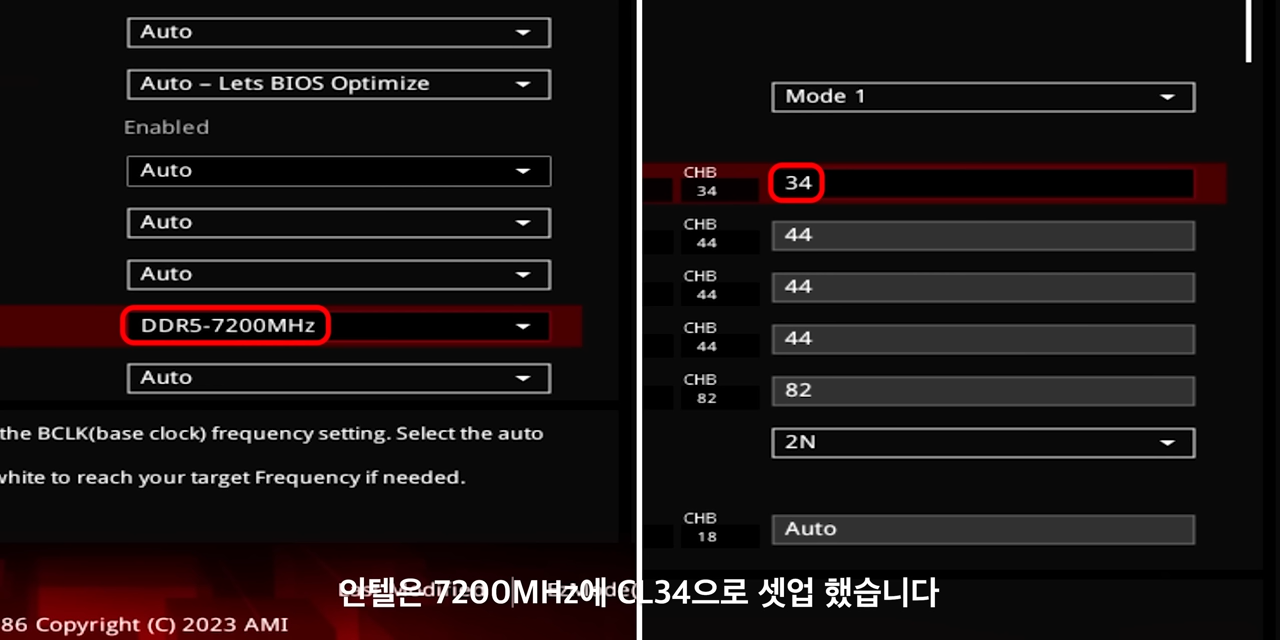 Auto
Auto – Lets BIOS Optimize
Enabled
Auto
Auto
Auto
DDR5-7200MHz
Auto
the BCLK(base clock) frequency setting. Select the auto
white to reach your target Frequency if needed.
86 Copyright (C) 2023 AMI
Mode 1
CHB
34
34
CHB
44
44
CHB
44
44
CHB
44
44
CHB
82
82
2N
CHB
18
Auto
인텔은 7200MHz에 CL34으로 셋업 했습니다